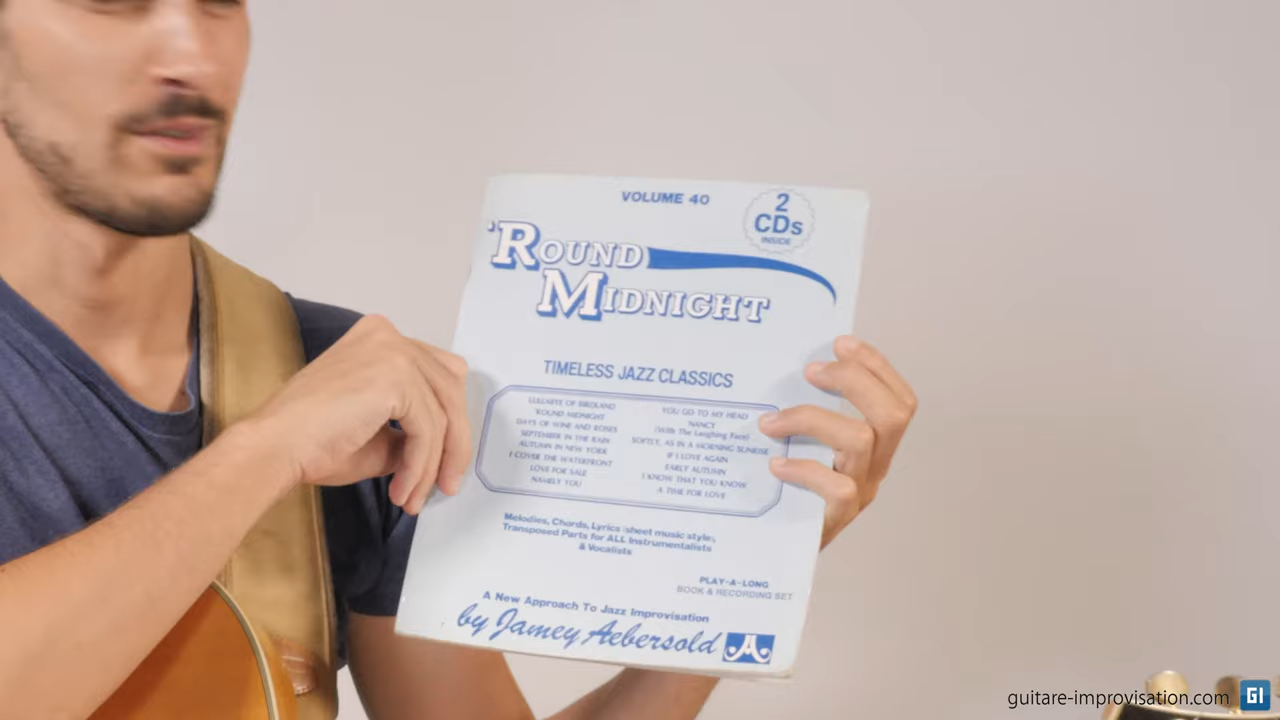 VOLUME 40
2
CDs
INSIDE
'ROUND
MIDNIGHT
TIMELESS JAZZ CLASSICS
LULLABYE OF BIRDLAND
'ROUND MIDNIGHT
DAYS OF WINE AND ROSES
SEPTEMBER IN THE RAIN
AUTUMN IN NEW YORK
I COVER THE WATERFRONT
LOVE FOR SALE
NAMELY YOU
YOU GO TO MY HEAD
NANCY
(With The Laughing Face)
SOFTLY, AS IN A MORNING SUNRISE
IF I LOVE AGAIN
EARLY AUTUMN
I KNOW THAT YOU KNOW
A TIME FOR LOVE
Melodies, Chords, Lyrics (sheet music style),
Transposed Parts for ALL Instrumentalists
& Vocalists
PLAY-A-LONG
BOOK & RECORDING SET
A New Approach To Jazz Improvisation
by Jamey Aebersold
JA
guitare-improvisation.com GI